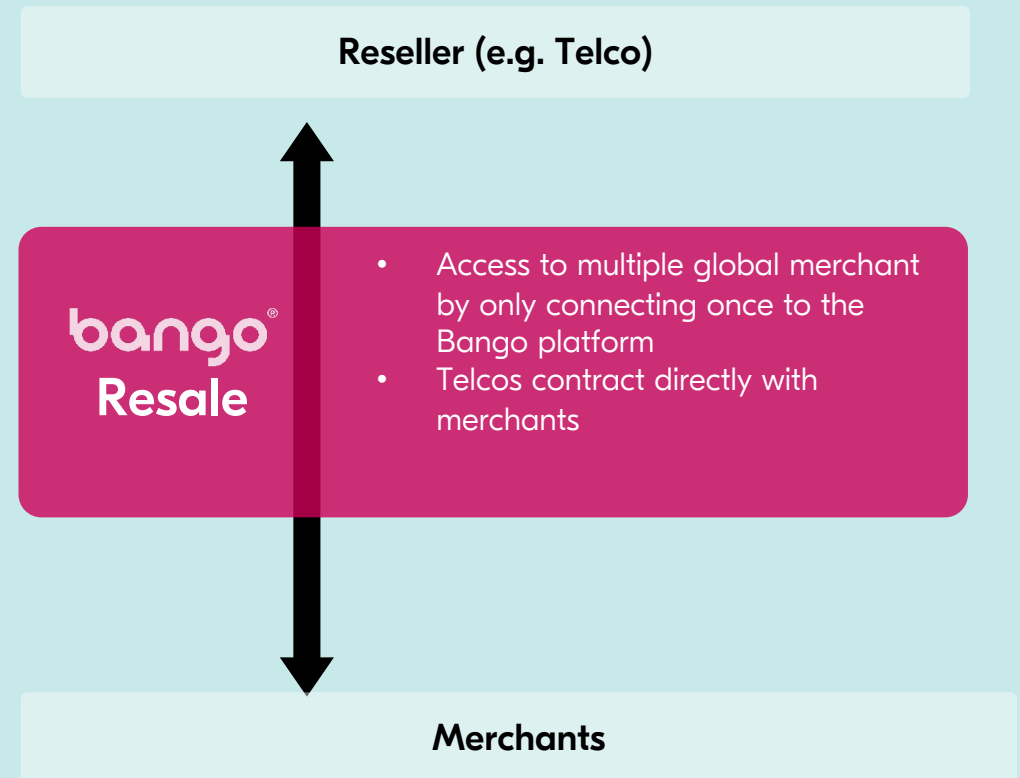 Reseller (e.g. Telco)
bango®
Resale
• Access to multiple global merchant
by only connecting once to the
Bango platform
• Telcos contract directly with
merchants
Merchants